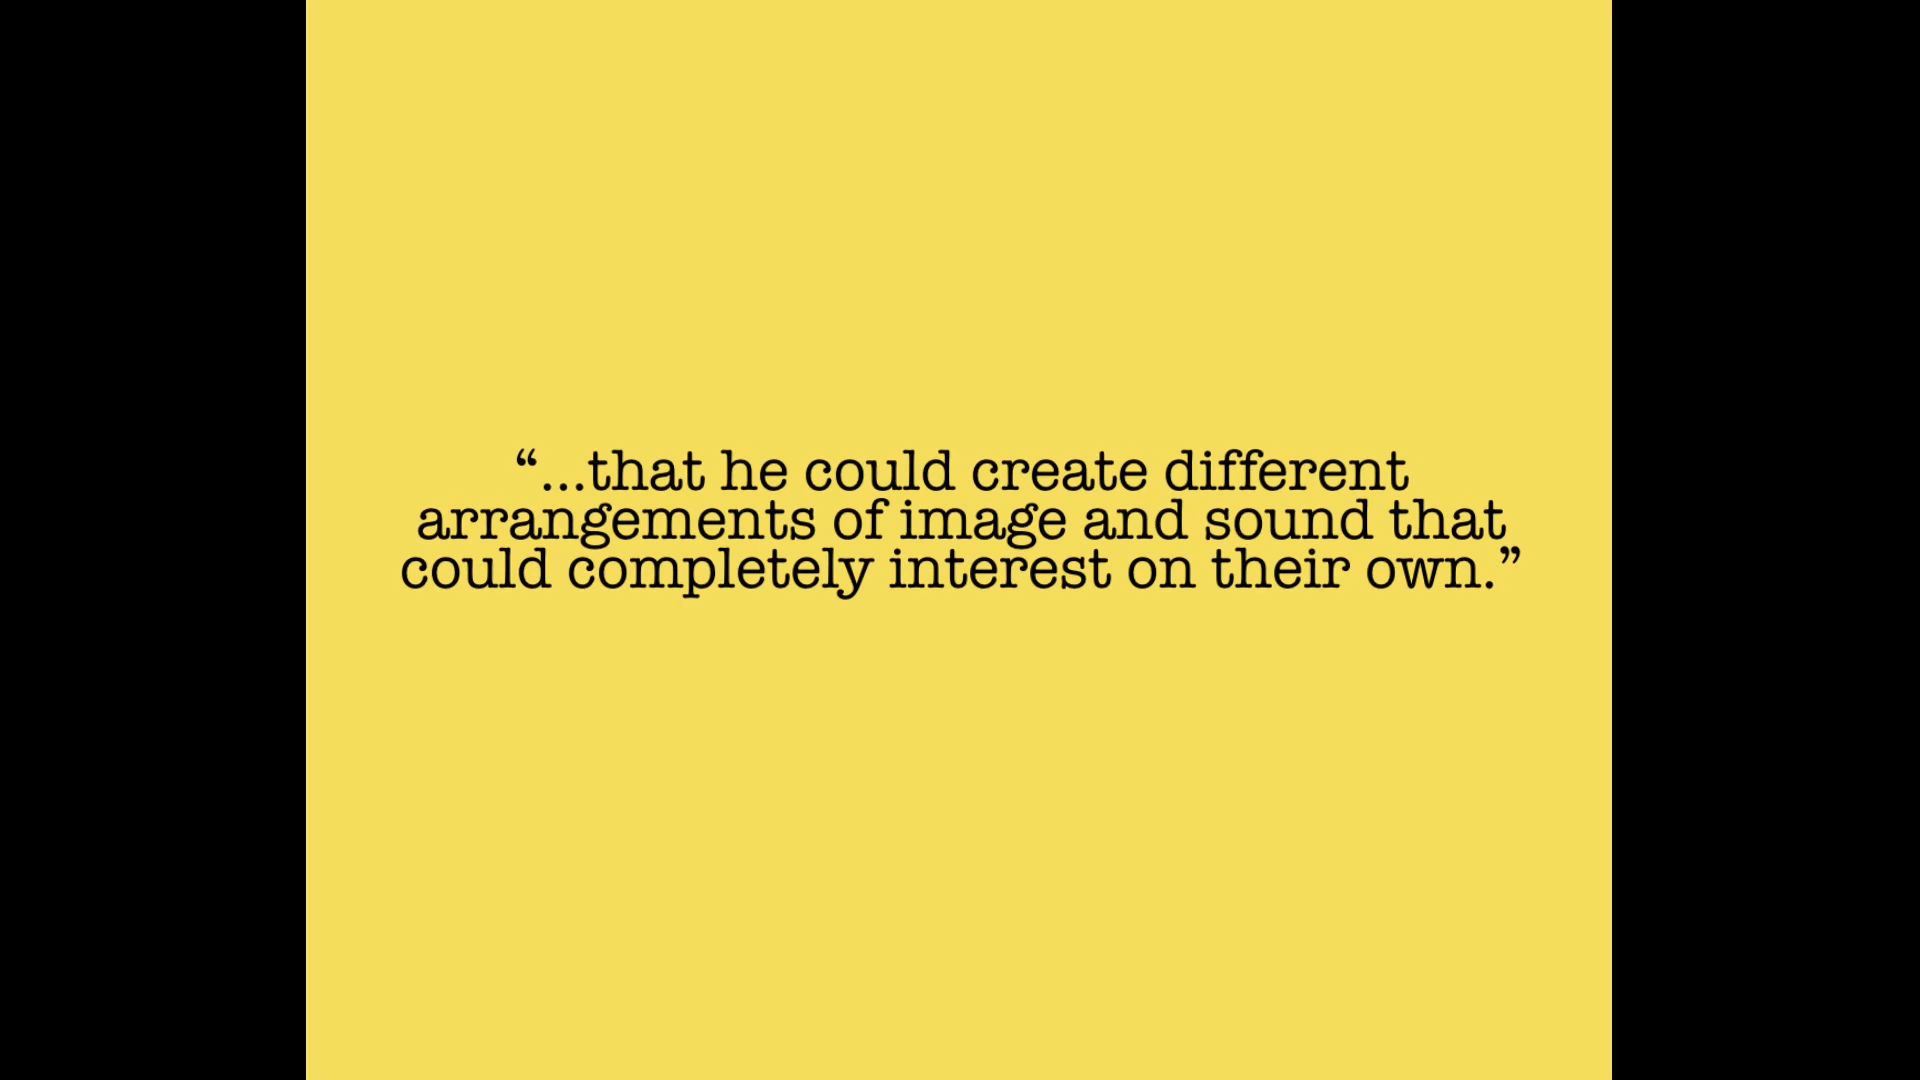 “...that he could create different
arrangements of image and sound that
could completely interest on their own.”